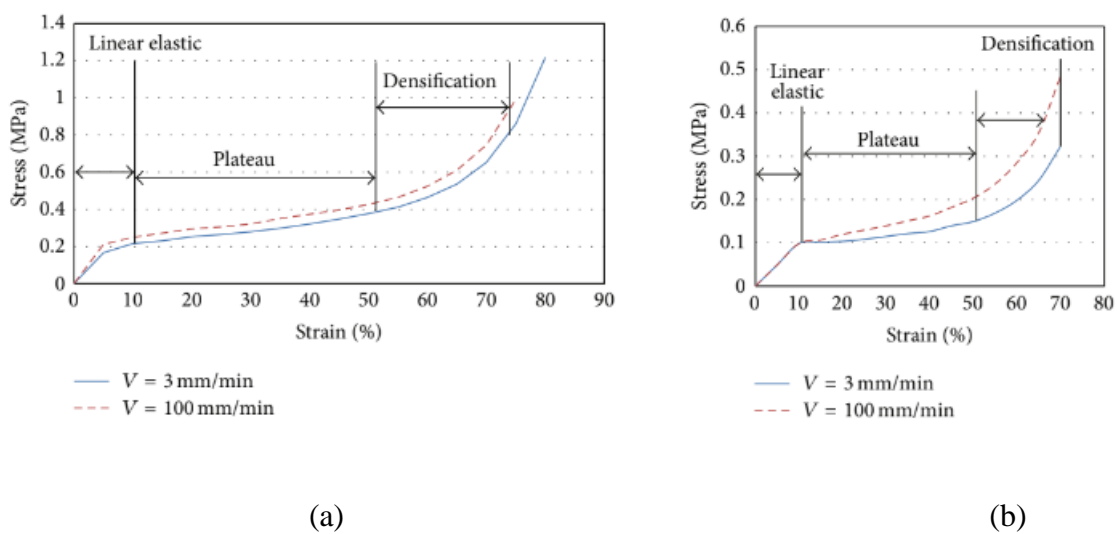 1.4
1.2
1
0.8
0.6
0.4
0.2
0
Stress (MPa)
Linear elastic
Densification
Plateau
0 10 20 30 40 50 60 70 80 90
Strain (%)
V = 3 mm/min
V = 100 mm/min
(a)
0.6
0.5
0.4
0.3
0.2
0.1
0
Stress (MPa)
Densification
Linear
elastic
Plateau
0 10 20 30 40 50 60 70 80
Strain (%)
V = 3 mm/min
V = 100 mm/min
(b)